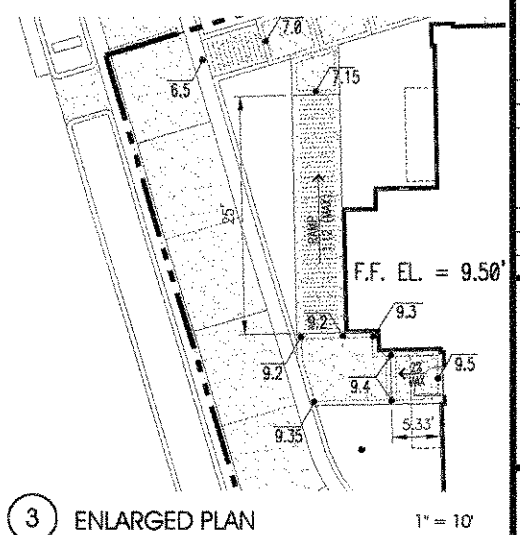 7.0
6.5
7.15
25'
RAMP
1:12 (MAX)
F.F. EL. = 9.50'
9.2
9.3
9.2
9.4
2%
MAX
9.5
9.35
5.33'
3 ENLARGED PLAN
1" = 10'